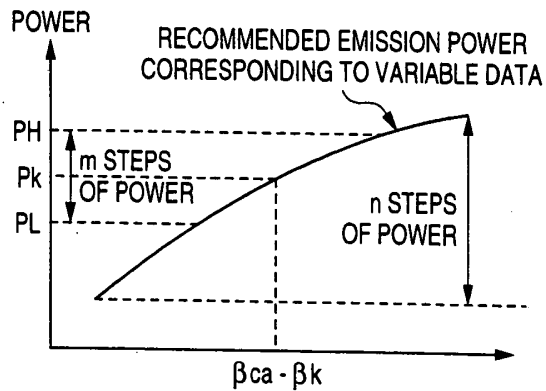 POWER
RECOMMENDED EMISSION POWER
CORRESPONDING TO VARIABLE DATA
PH
m STEPS
OF POWER
Pk
PL
n STEPS
OF POWER
βca - βk